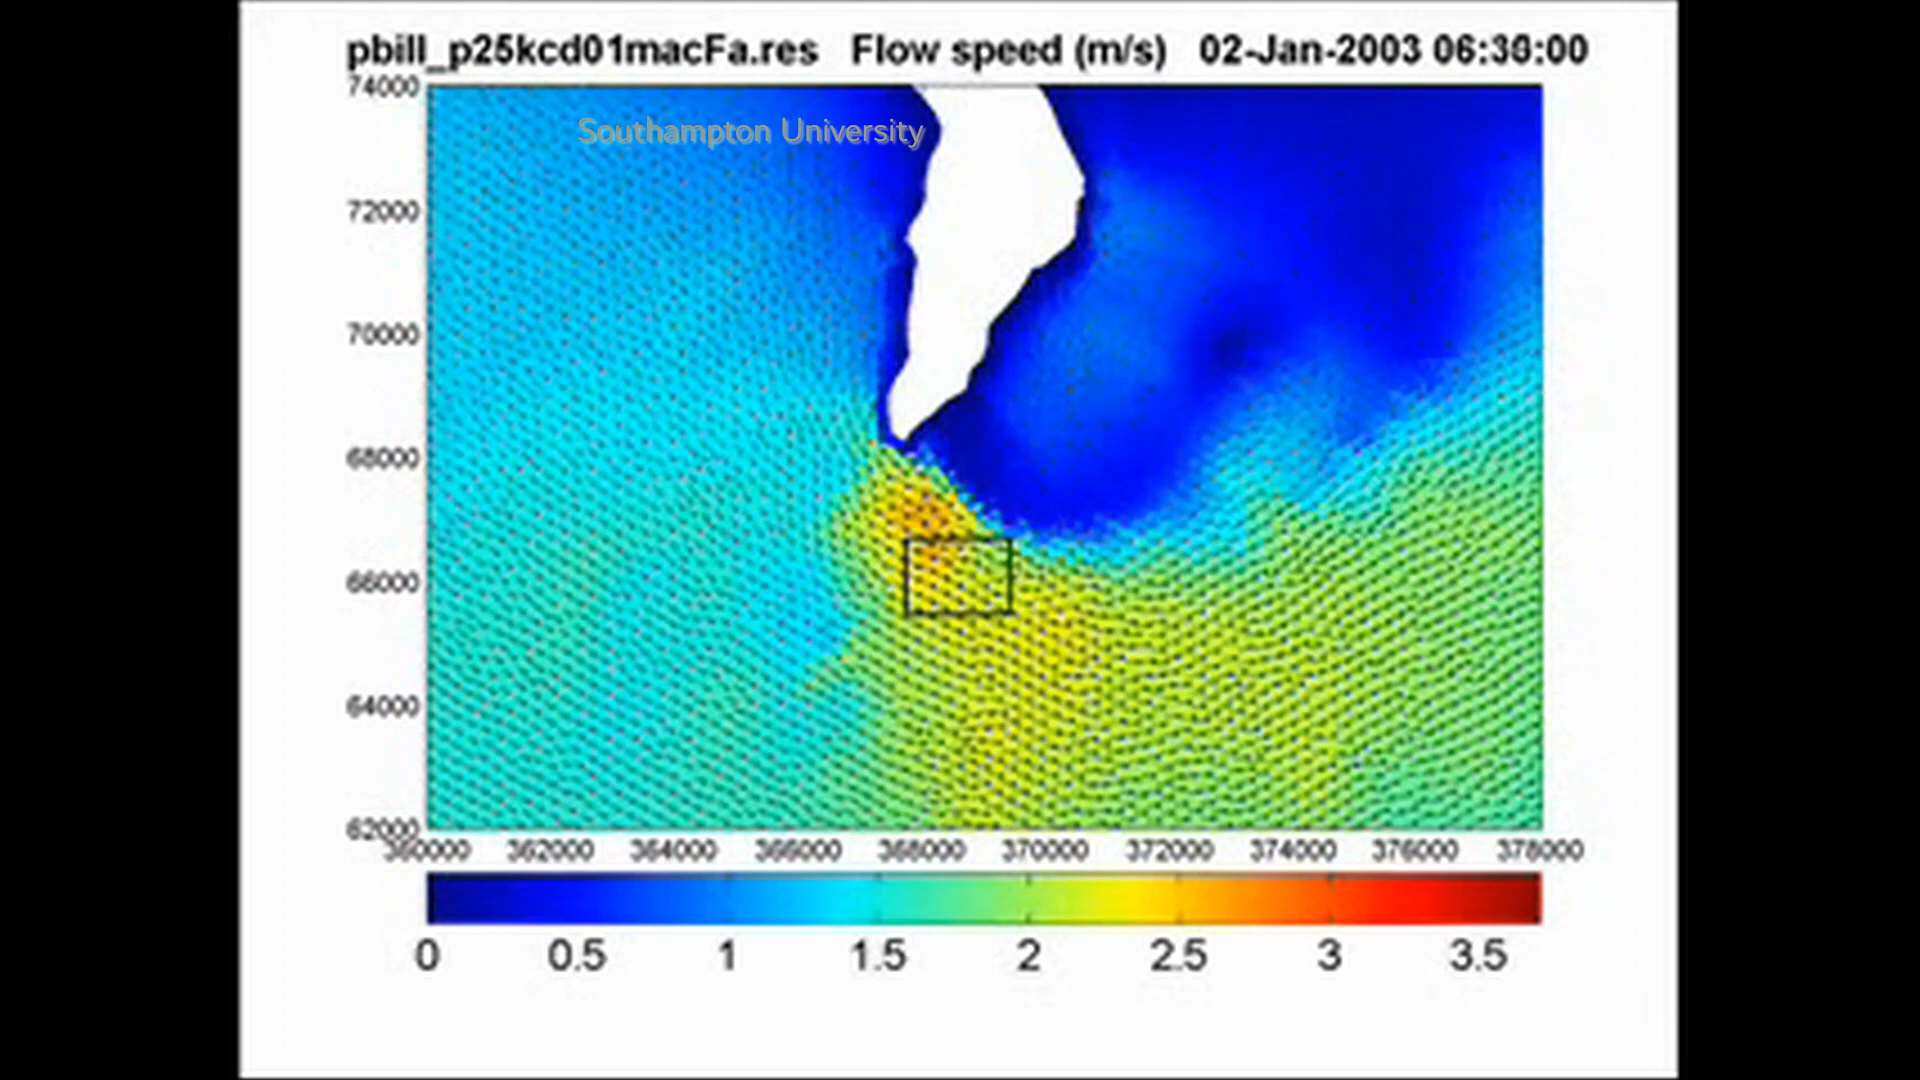 pbill_p25kcd01macFa.res Flow speed (m/s) 02-Jan-2003 06:30:00
74000
Southampton University
72000
70000
68000
66000
64000
62000
360000 362000 364000 366000 368000 370000 372000 374000 376000 378000
0 0.5 1 1.5 2 2.5 3 3.5